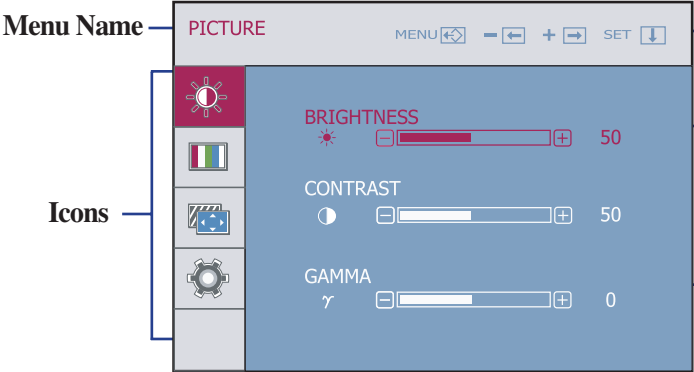 Menu Name
PICTURE
MENU - + SET
BRIGHTNESS
50
CONTRAST
Icons
50
GAMMA
γ 0